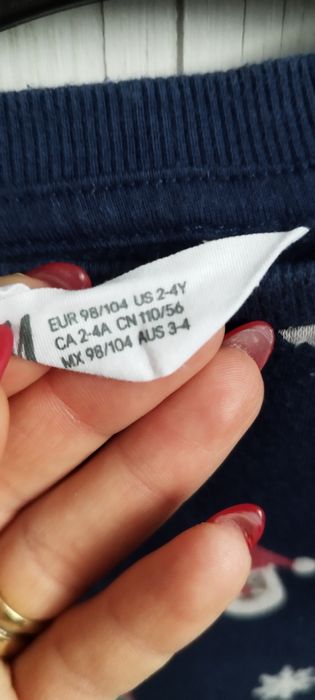 EUR 98/104 US 2-4Y
CA 2-4A CN 110/56
MX 98/104 AUS 3-4